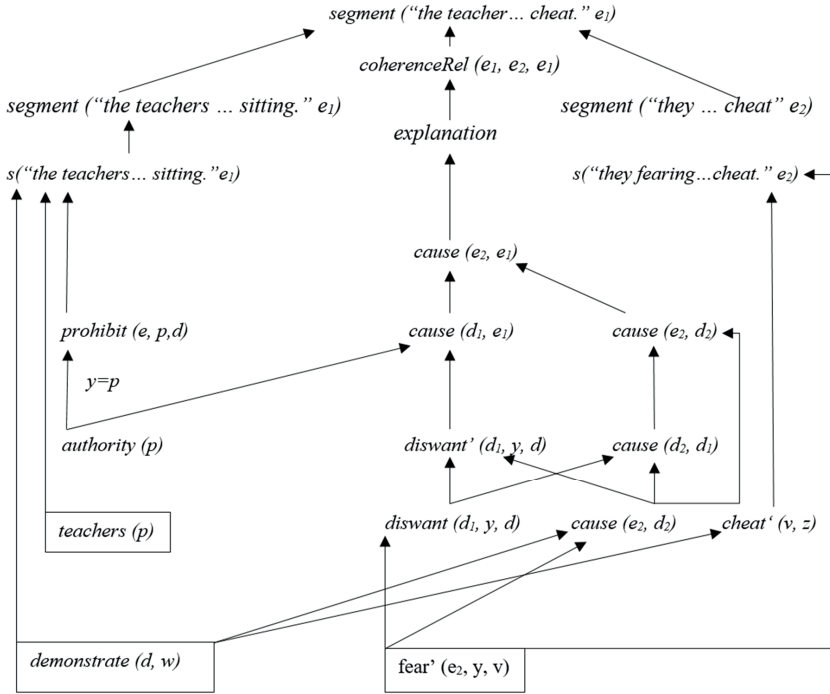 segment (“the teacher… cheat.” e₁)
coherenceRel (e₁, e₂, e₁)
segment (“the teachers … sitting.” e₁)
segment (“they … cheat” e₂)
explanation
s(“the teachers… sitting.”e₁)
s(“they fearing…cheat.” e₂)
cause (e₂, e₁)
prohibit (e, p,d)
cause (d₁, e₁)
cause (e₂, d₂)
y=p
authority (p)
diswant’ (d₁, y, d)
cause (d₂, d₁)
teachers (p)
diswant (d₁, y, d)
cause (e₂, d₂)
cheat‘ (v, z)
demonstrate (d, w)
fear’ (e₂, y, v)